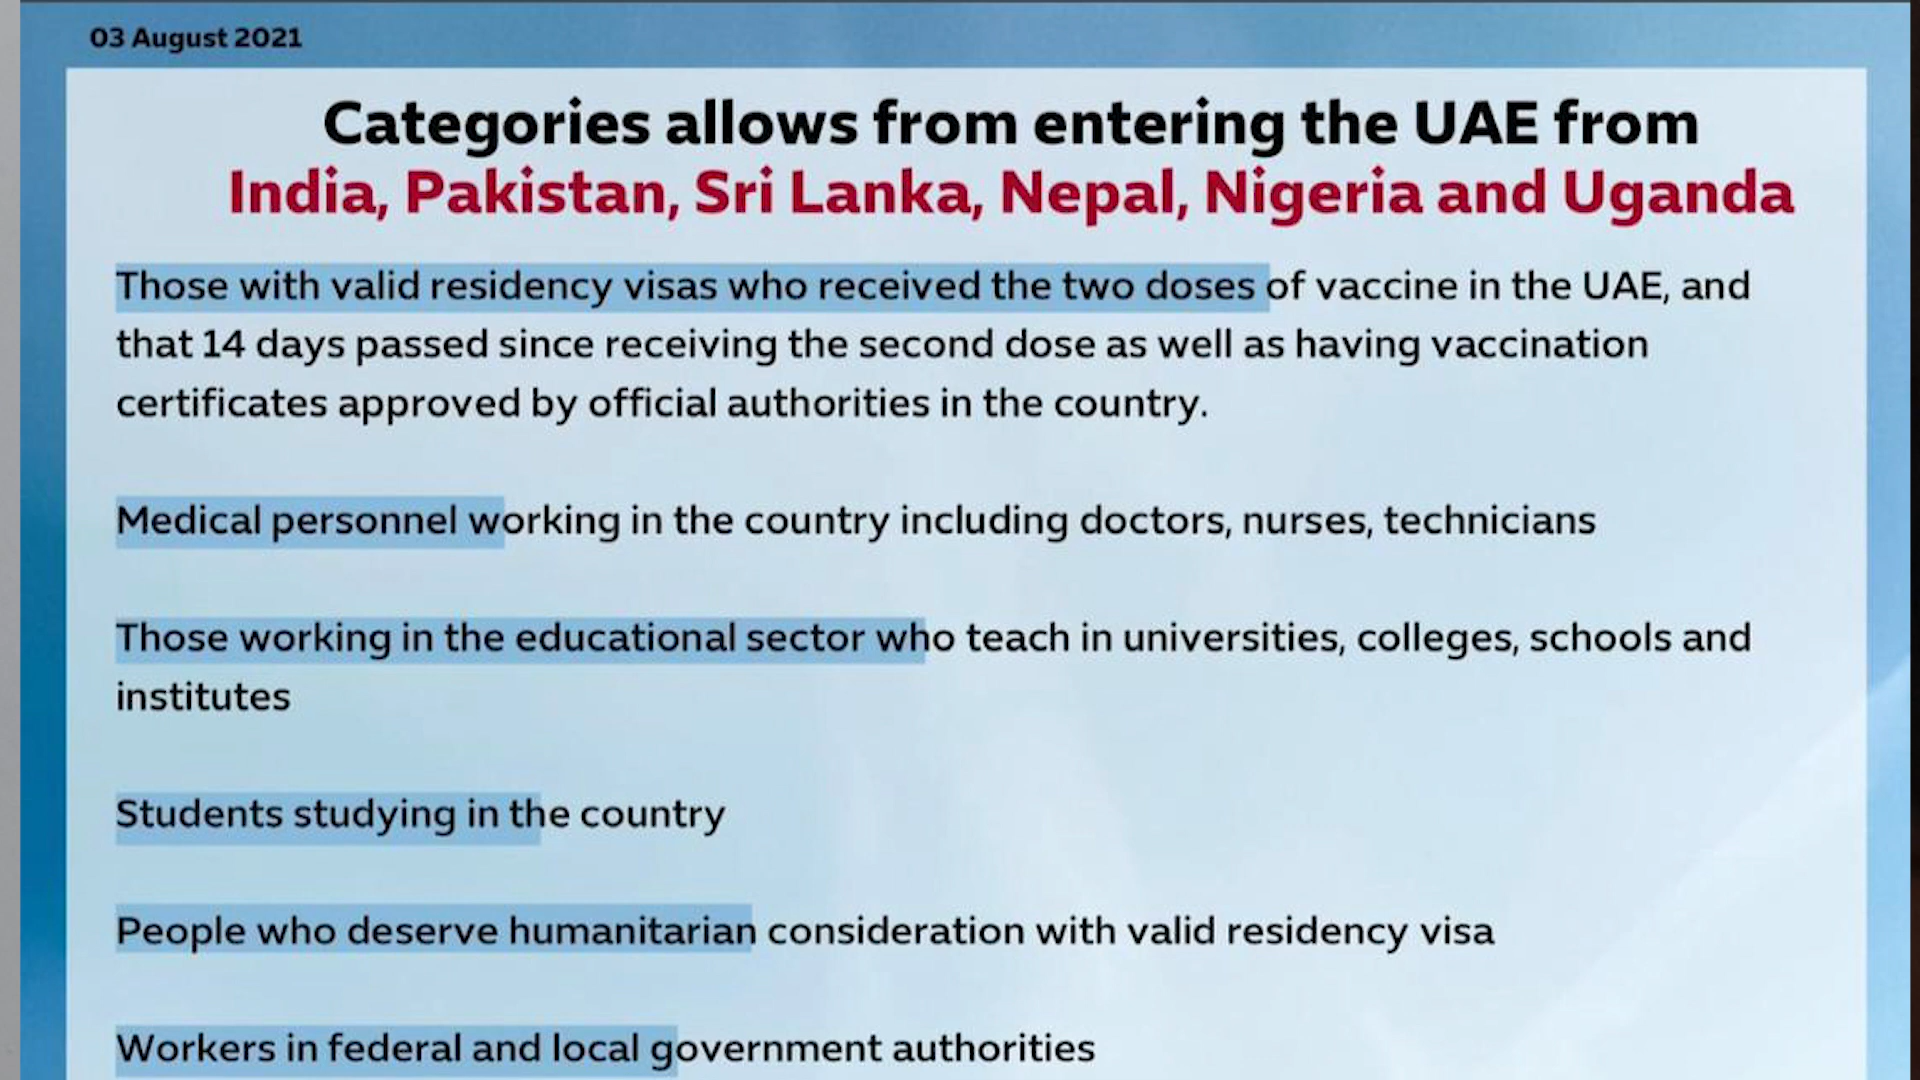 03 August 2021
Categories allows from entering the UAE from
India, Pakistan, Sri Lanka, Nepal, Nigeria and Uganda
Those with valid residency visas who received the two doses of vaccine in the UAE, and
that 14 days passed since receiving the second dose as well as having vaccination
certificates approved by official authorities in the country.
Medical personnel working in the country including doctors, nurses, technicians
Those working in the educational sector who teach in universities, colleges, schools and
institutes
Students studying in the country
People who deserve humanitarian consideration with valid residency visa
Workers in federal and local government authorities